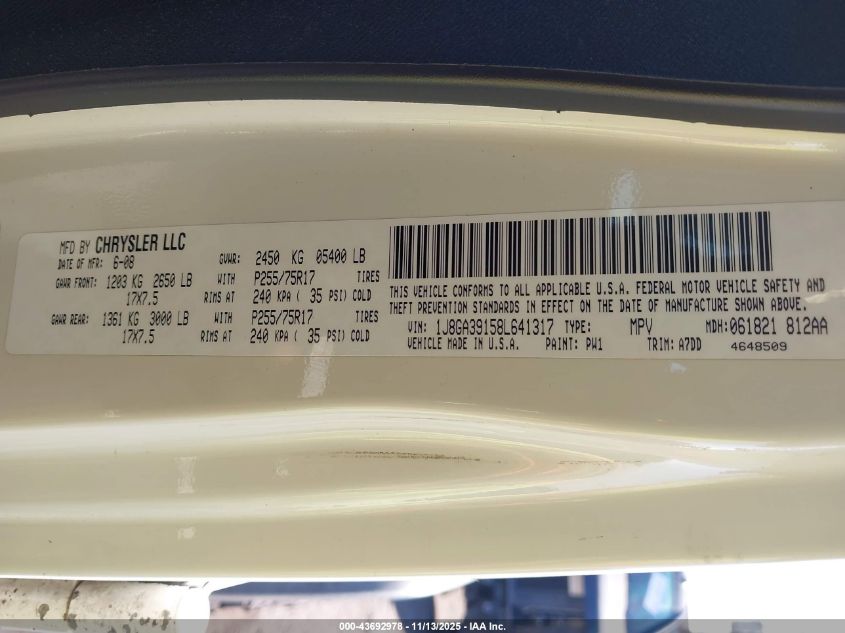 MFD BY CHRYSLER LLC
DATE OF MFR: 6-08
GVWR: 2450 KG 05400 LB
GAWR FRONT: 1203 KG 2650 LB WITH P255/75R17 TIRES
17X7.5 RIMS AT 240 KPA ( 35 PSI) COLD
GAWR REAR: 1361 KG 3000 LB WITH P255/75R17 TIRES
17X7.5 RIMS AT 240 KPA ( 35 PSI) COLD
THIS VEHICLE CONFORMS TO ALL APPLICABLE U.S.A. FEDERAL MOTOR VEHICLE SAFETY AND
THEFT PREVENTION STANDARDS IN EFFECT ON THE DATE OF MANUFACTURE SHOWN ABOVE.
VIN: 1J8GA39158L641317 TYPE: MPV MDH: 061821 812AA
VEHICLE MADE IN U.S.A. PAINT: PW1 TRIM: A7DD 4648509
000-43692978 - 11/13/2025 - IAA Inc.